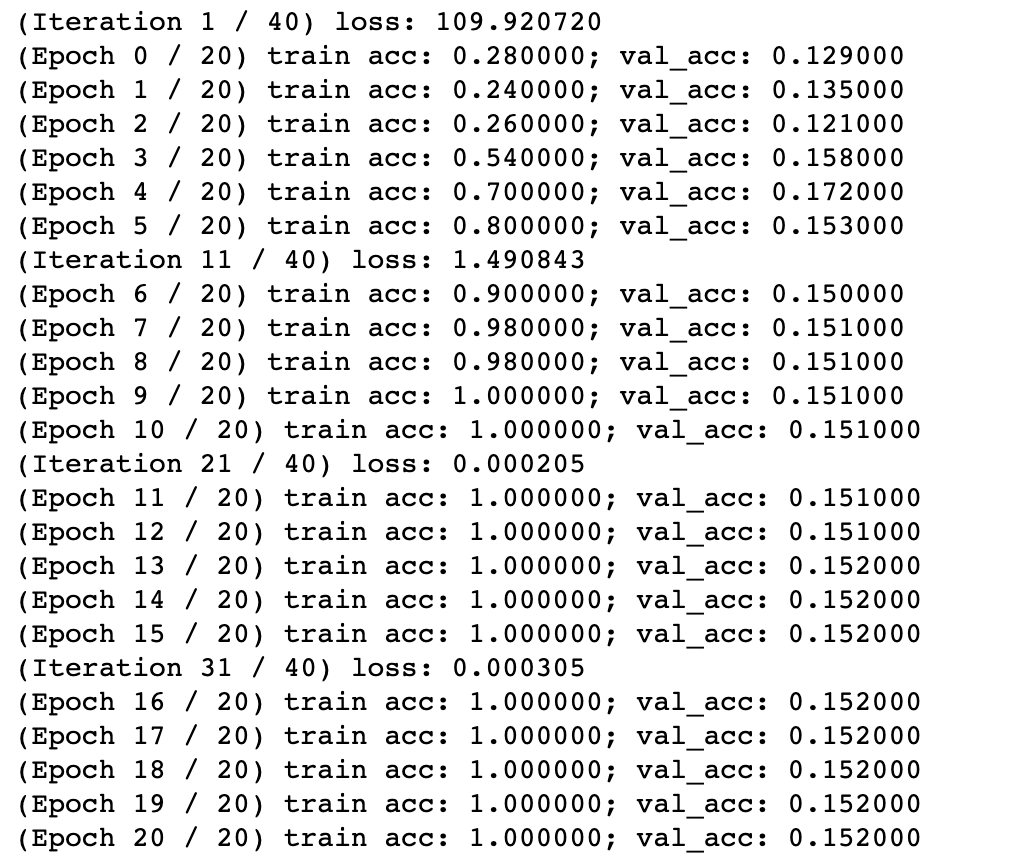 (Iteration 1 / 40) loss: 109.920720
(Epoch 0 / 20) train acc: 0.280000; val_acc: 0.129000
(Epoch 1 / 20) train acc: 0.240000; val_acc: 0.135000
(Epoch 2 / 20) train acc: 0.260000; val_acc: 0.121000
(Epoch 3 / 20) train acc: 0.540000; val_acc: 0.158000
(Epoch 4 / 20) train acc: 0.700000; val_acc: 0.172000
(Epoch 5 / 20) train acc: 0.800000; val_acc: 0.153000
(Iteration 11 / 40) loss: 1.490843
(Epoch 6 / 20) train acc: 0.900000; val_acc: 0.150000
(Epoch 7 / 20) train acc: 0.980000; val_acc: 0.151000
(Epoch 8 / 20) train acc: 0.980000; val_acc: 0.151000
(Epoch 9 / 20) train acc: 1.000000; val_acc: 0.151000
(Epoch 10 / 20) train acc: 1.000000; val_acc: 0.151000
(Iteration 21 / 40) loss: 0.000205
(Epoch 11 / 20) train acc: 1.000000; val_acc: 0.151000
(Epoch 12 / 20) train acc: 1.000000; val_acc: 0.151000
(Epoch 13 / 20) train acc: 1.000000; val_acc: 0.152000
(Epoch 14 / 20) train acc: 1.000000; val_acc: 0.152000
(Epoch 15 / 20) train acc: 1.000000; val_acc: 0.152000
(Iteration 31 / 40) loss: 0.000305
(Epoch 16 / 20) train acc: 1.000000; val_acc: 0.152000
(Epoch 17 / 20) train acc: 1.000000; val_acc: 0.152000
(Epoch 18 / 20) train acc: 1.000000; val_acc: 0.152000
(Epoch 19 / 20) train acc: 1.000000; val_acc: 0.152000
(Epoch 20 / 20) train acc: 1.000000; val_acc: 0.152000